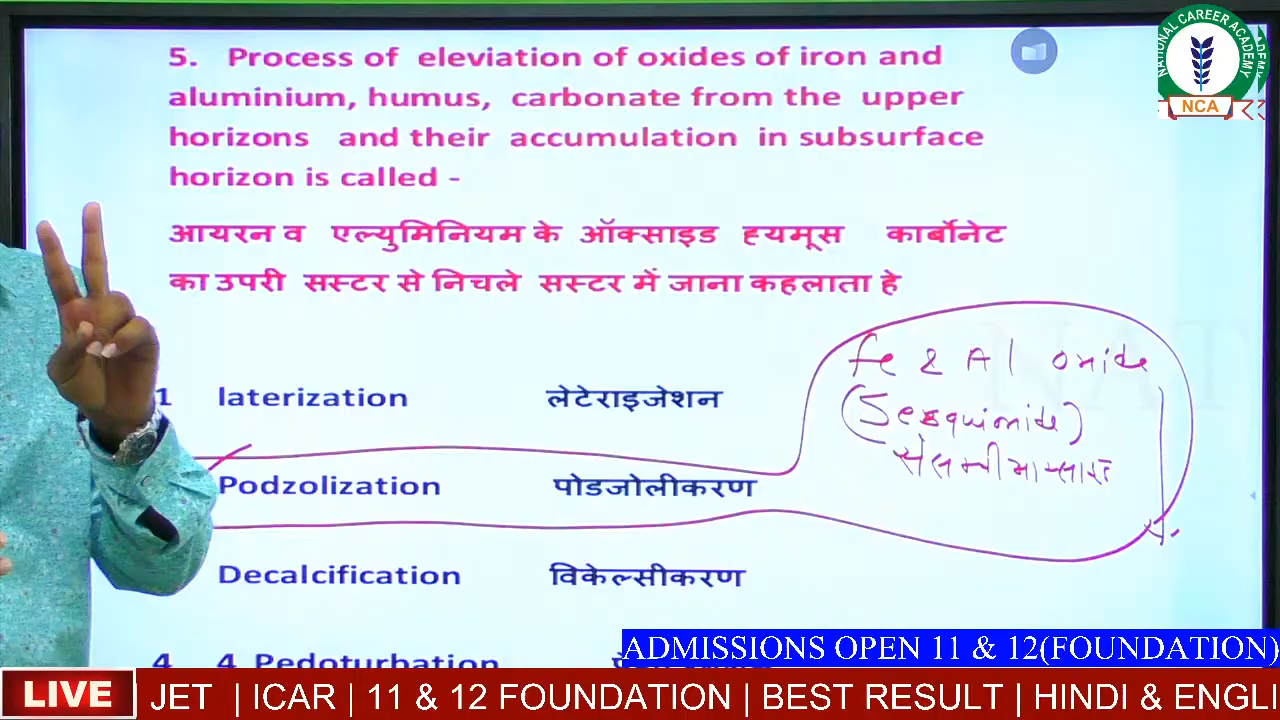 5. Process of eleviation of oxides of iron and
aluminium, humus, carbonate from the upper
horizons and their accumulation in subsurface
horizon is called -
आयरन व एल्युमिनियम के ऑक्साइड ह्यमूस कार्बोनेट
का उपरी सस्टर से निचले सस्टर में जाना कहलाता हे
1 laterization लेटेराइजेशन
Podzolization पोडजोलीकरण
Decalcification विकेल्सीकरण
4 4 Pedoturbation
Fe & Al oxide
(Sesquioxide)
NATIONAL CAREER ACADEMY
NCA
ADMISSIONS OPEN 11 & 12(FOUNDATION)
LIVE JET | ICAR | 11 & 12 FOUNDATION | BEST RESULT | HINDI & ENGLI